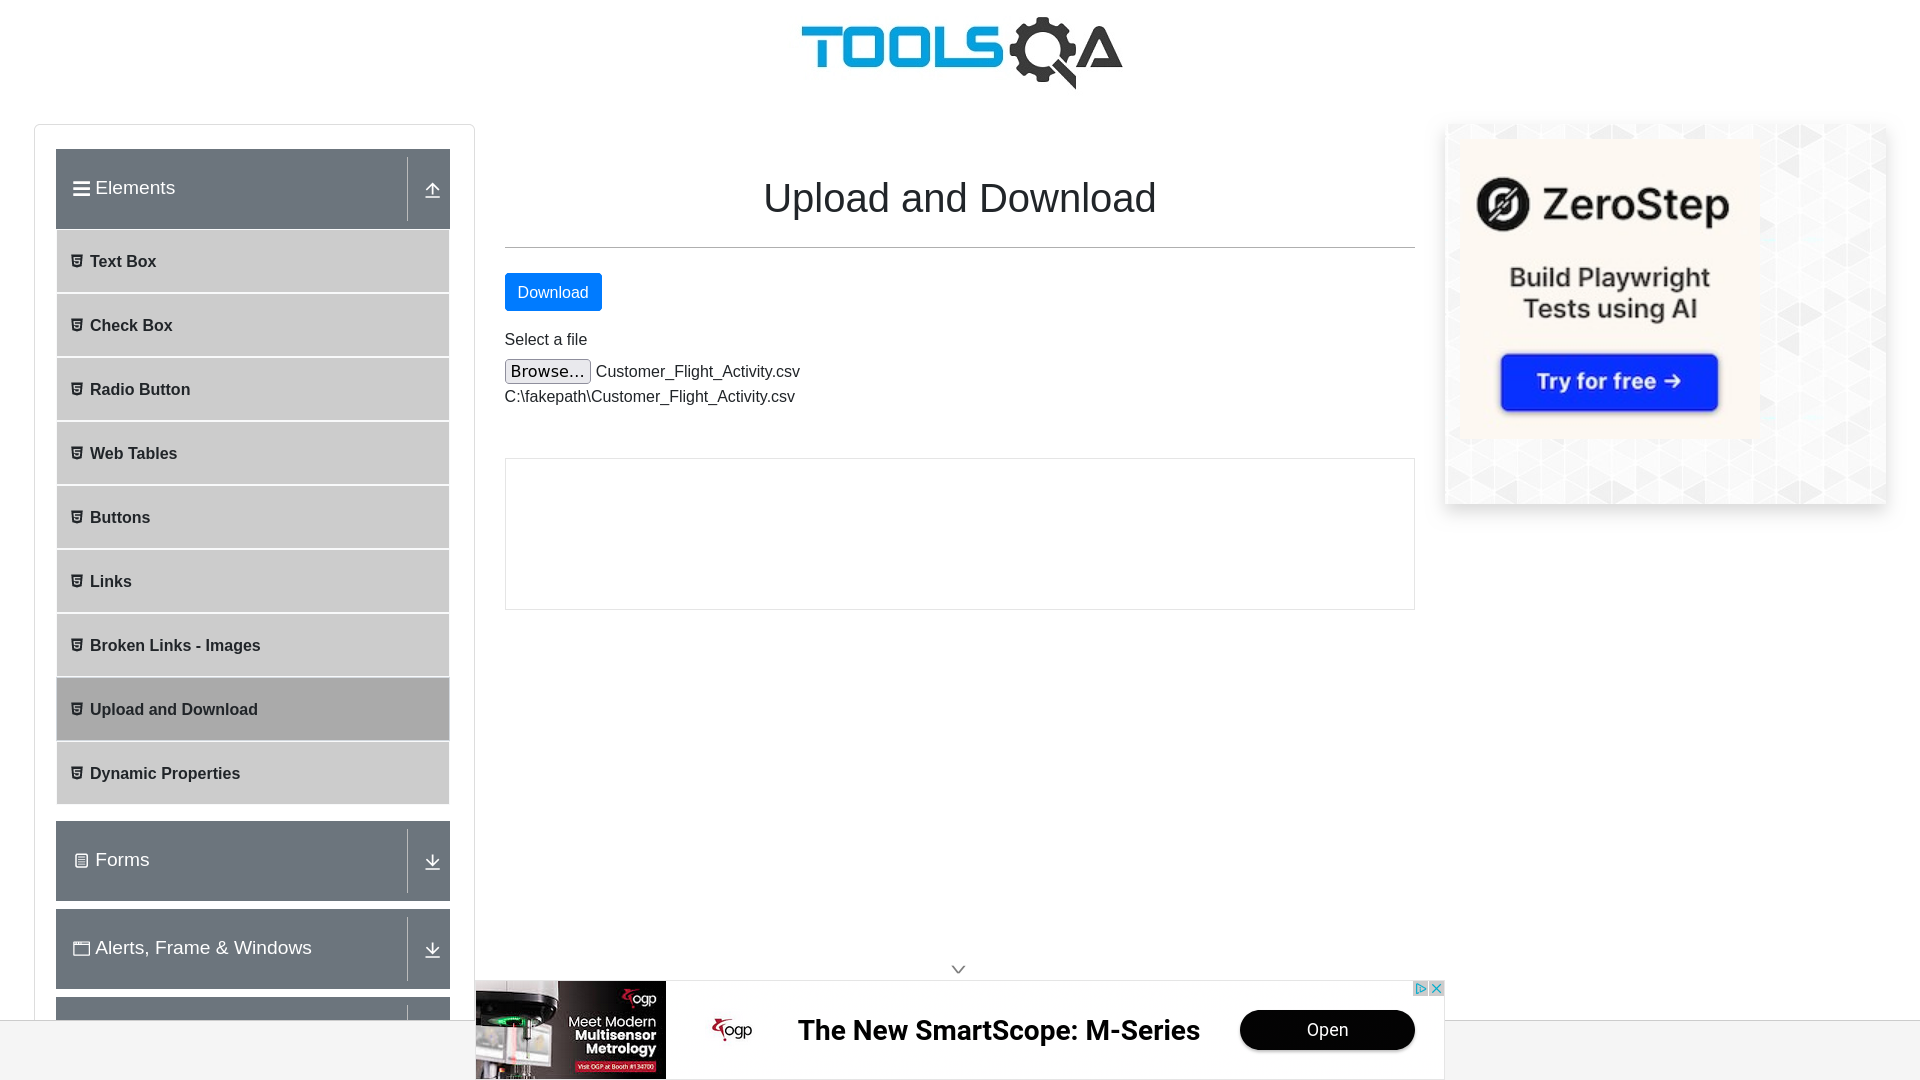 TOOLSQA
Elements
Text Box
Check Box
Radio Button
Web Tables
Buttons
Links
Broken Links - Images
Upload and Download
Dynamic Properties
Forms
Alerts, Frame & Windows
Upload and Download
Download
Select a file
Browse... Customer_Flight_Activity.csv
C:\fakepath\Customer_Flight_Activity.csv
ZeroStep
Build Playwright
Tests using AI
Try for free →
ogp
Meet Modern
Multisensor
Metrology
Visit OGP at Booth #134700
ogp
The New SmartScope: M-Series
Open